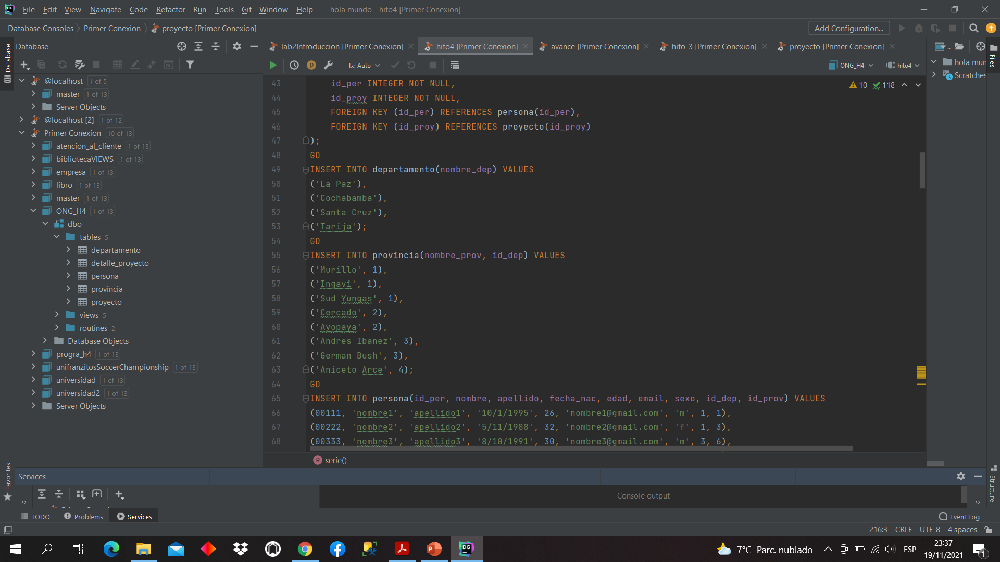 DG File Edit View Navigate Code Refactor Run Tools Git Window Help hola mundo - hito4 [Primer Conexion]
Database Consoles Primer Conexion proyecto [Primer Conexion] Add Configuration...
Database
lab2Introduccion [Primer Conexion] hito4 [Primer Conexion] avance [Primer Conexion] hito_3 [Primer Conexion] proyecto [Primer Conexion]
Tx: Auto ONG_H4 hito4
Database
Files
hola mun
Scratches
@localhost 1 of 5
master 1 of 13
Server Objects
@localhost [2] 1 of 12
Primer Conexion 10 of 13
atencion_al_cliente 1 of 13
bibliotecaVIEWS 1 of 13
empresa 1 of 13
libro 1 of 13
master 1 of 13
ONG_H4 1 of 13
dbo
tables 5
departamento
detalle_proyecto
persona
provincia
proyecto
views 5
routines 2
Database Objects
progra_h4 1 of 13
unifranzitosSoccerChampionship 1 of 13
universidad 1 of 13
universidad2 1 of 13
Server Objects
10 118
43 id_per INTEGER NOT NULL,
44 id_proy INTEGER NOT NULL,
45 FOREIGN KEY (id_per) REFERENCES persona(id_per),
46 FOREIGN KEY (id_proy) REFERENCES proyecto(id_proy)
47 );
48 GO
49 INSERT INTO departamento(nombre_dep) VALUES
50 ('La Paz'),
51 ('Cochabamba'),
52 ('Santa Cruz'),
53 ('Tarija');
54 GO
55 INSERT INTO provincia(nombre_prov, id_dep) VALUES
56 ('Murillo', 1),
57 ('Ingavi', 1),
58 ('Sud Yungas', 1),
59 ('Cercado', 2),
60 ('Ayopaya', 2),
61 ('Andres Ibanez', 3),
62 ('German Bush', 3),
63 ('Aniceto Arce', 4);
64 GO
65 INSERT INTO persona(id_per, nombre, apellido, fecha_nac, edad, email, sexo, id_dep, id_prov) VALUES
66 (00111, 'nombre1', 'apellido1', '10/1/1995', 26, 'nombre1@gmail.com', 'm', 1, 1),
67 (00222, 'nombre2', 'apellido2', '5/11/1988', 32, 'nombre2@gmail.com', 'f', 1, 3),
68 (00333, 'nombre3', 'apellido3', '8/10/1991', 30, 'nombre3@gmail.com', 'm', 3, 6),
R serie()
Favorites
Structure
Services
Console output
TODO Problems Services Event Log
216:3 CRLF UTF-8 4 spaces
DG 7°C Parc. nublado ESP 23:37
19/11/2021 1